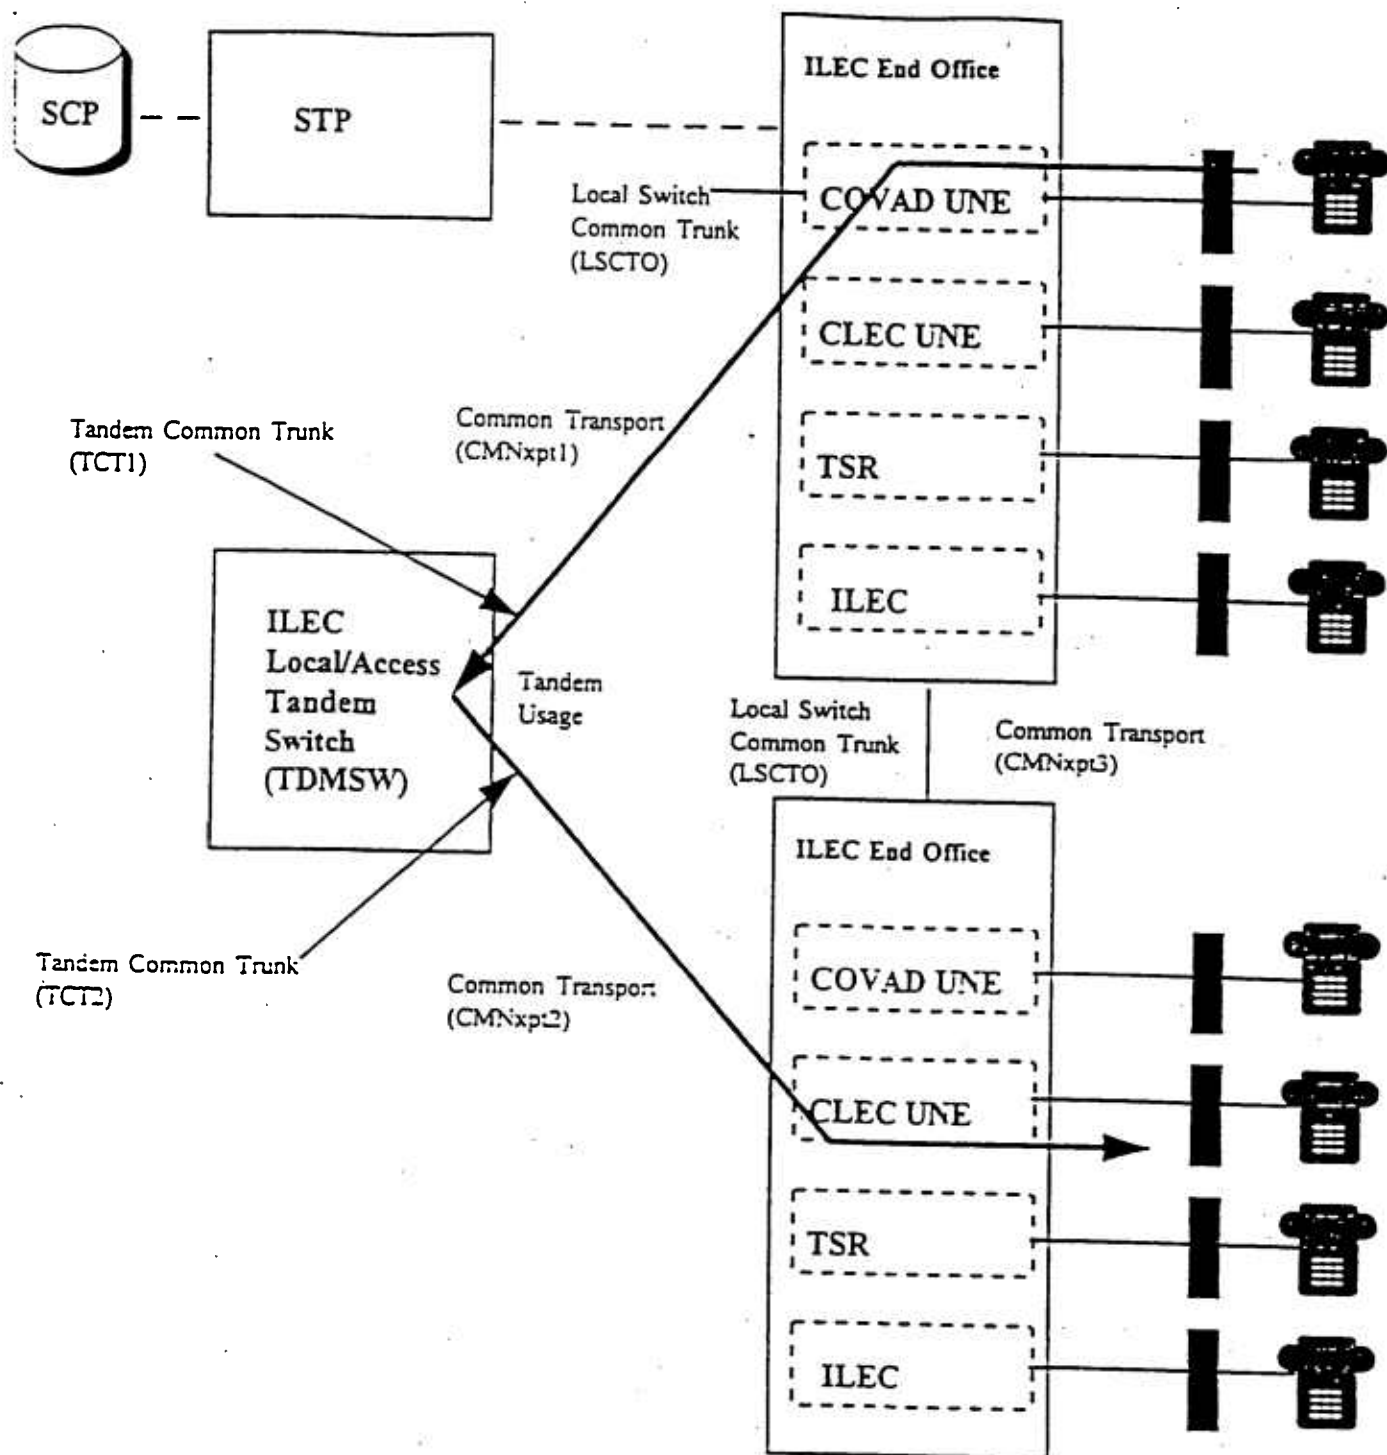 ILEC End Office
SCP
STP
Local Switch
Common Trunk
(LSCTO)
COVAD UNE
CLEC UNE
TSR
ILEC
Common Transport
(CMNxpt1)
Tandem Common Trunk
(TCT1)
ILEC
Local/Access
Tandem
Switch
(TDMSW)
Tandem
Usage
Local Switch
Common Trunk
(LSCTO)
Common Transport
(CMNxpt3)
ILEC End Office
Tandem Common Trunk
(TCT2)
Common Transport
(CMNxpt2)
COVAD UNE
CLEC UNE
TSR
ILEC